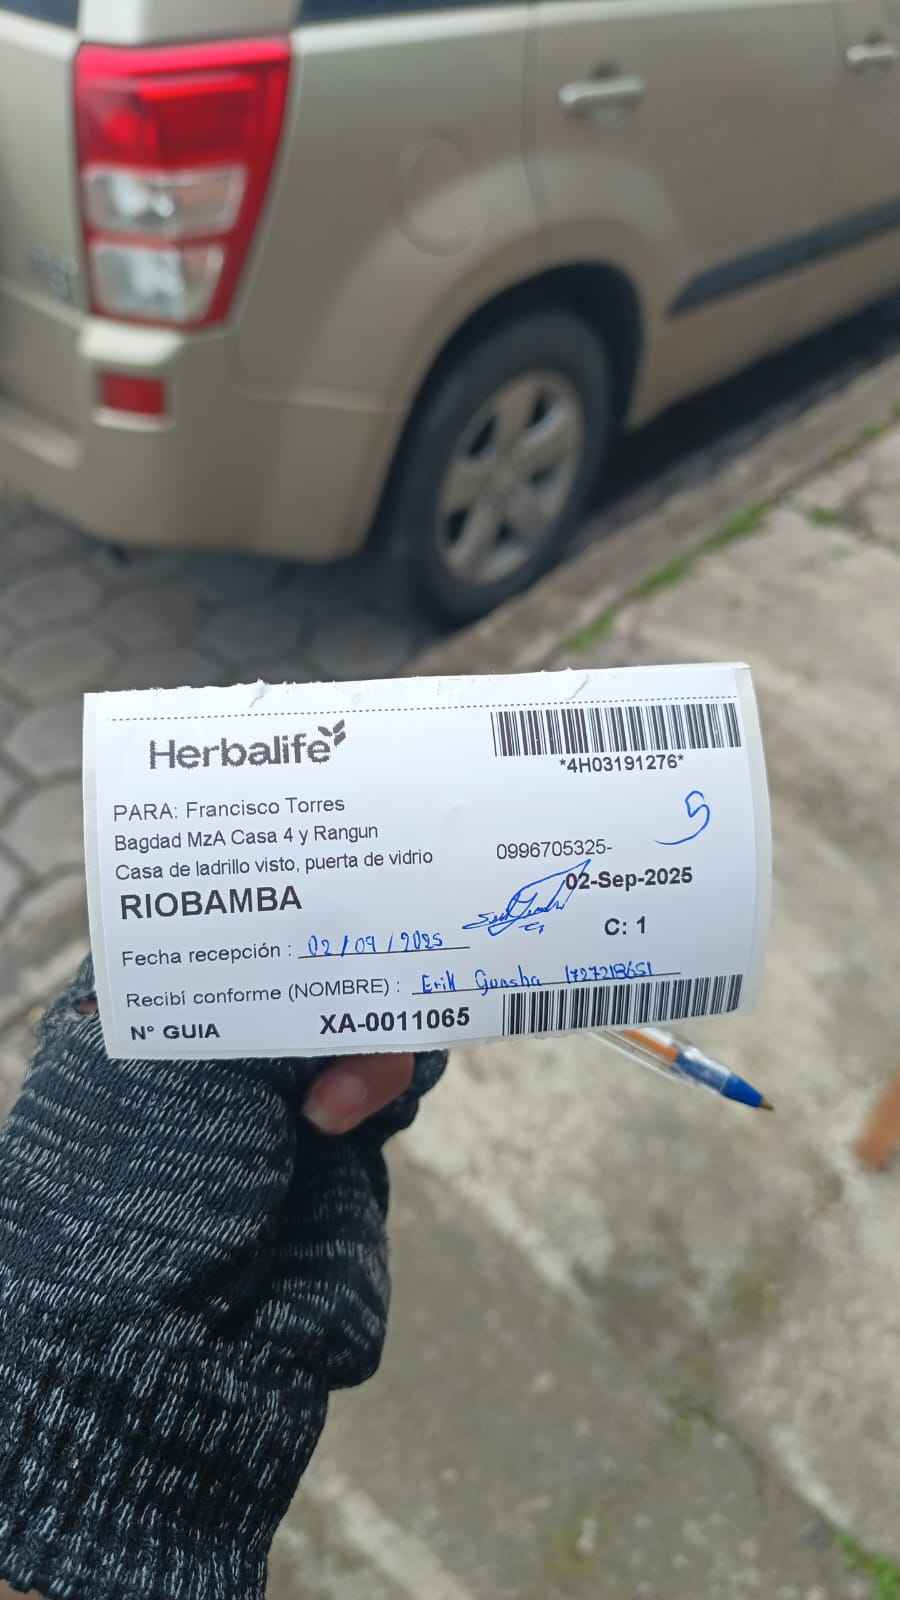 Herbalife
*4H03191276*
PARA: Francisco Torres
5
Bagdad MzA Casa 4 y Rangun
Casa de ladrillo visto, puerta de vidrio
0996705325-
RIOBAMBA
02-Sep-2025
C: 1
Fecha recepción : 02/09/2025
Recibí conforme (NOMBRE) : Erik Guasha 1727218651
N° GUIA XA-0011065